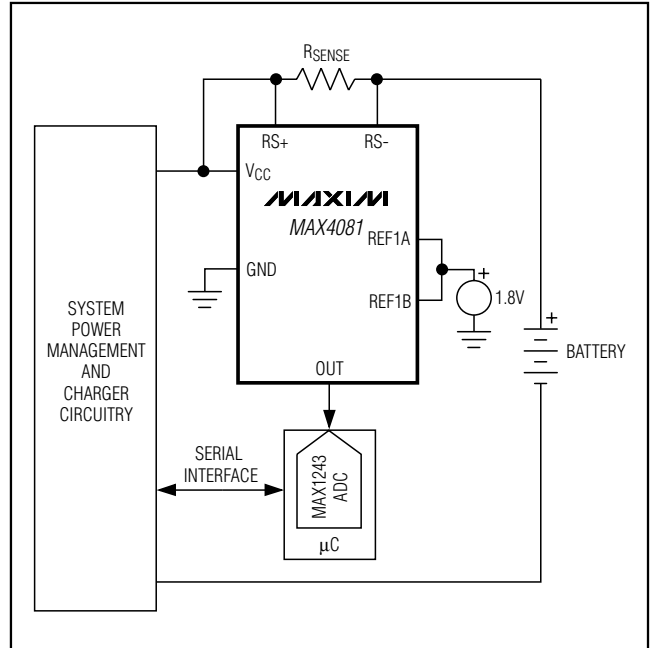 RSENSE
RS+
RS-
VCC
MAXIM
MAX4081
REF1A
GND
+
1.8V
REF1B
SYSTEM
POWER
MANAGEMENT
AND
CHARGER
CIRCUITRY
+
BATTERY
OUT
SERIAL
INTERFACE
MAX1243
ADC
µC